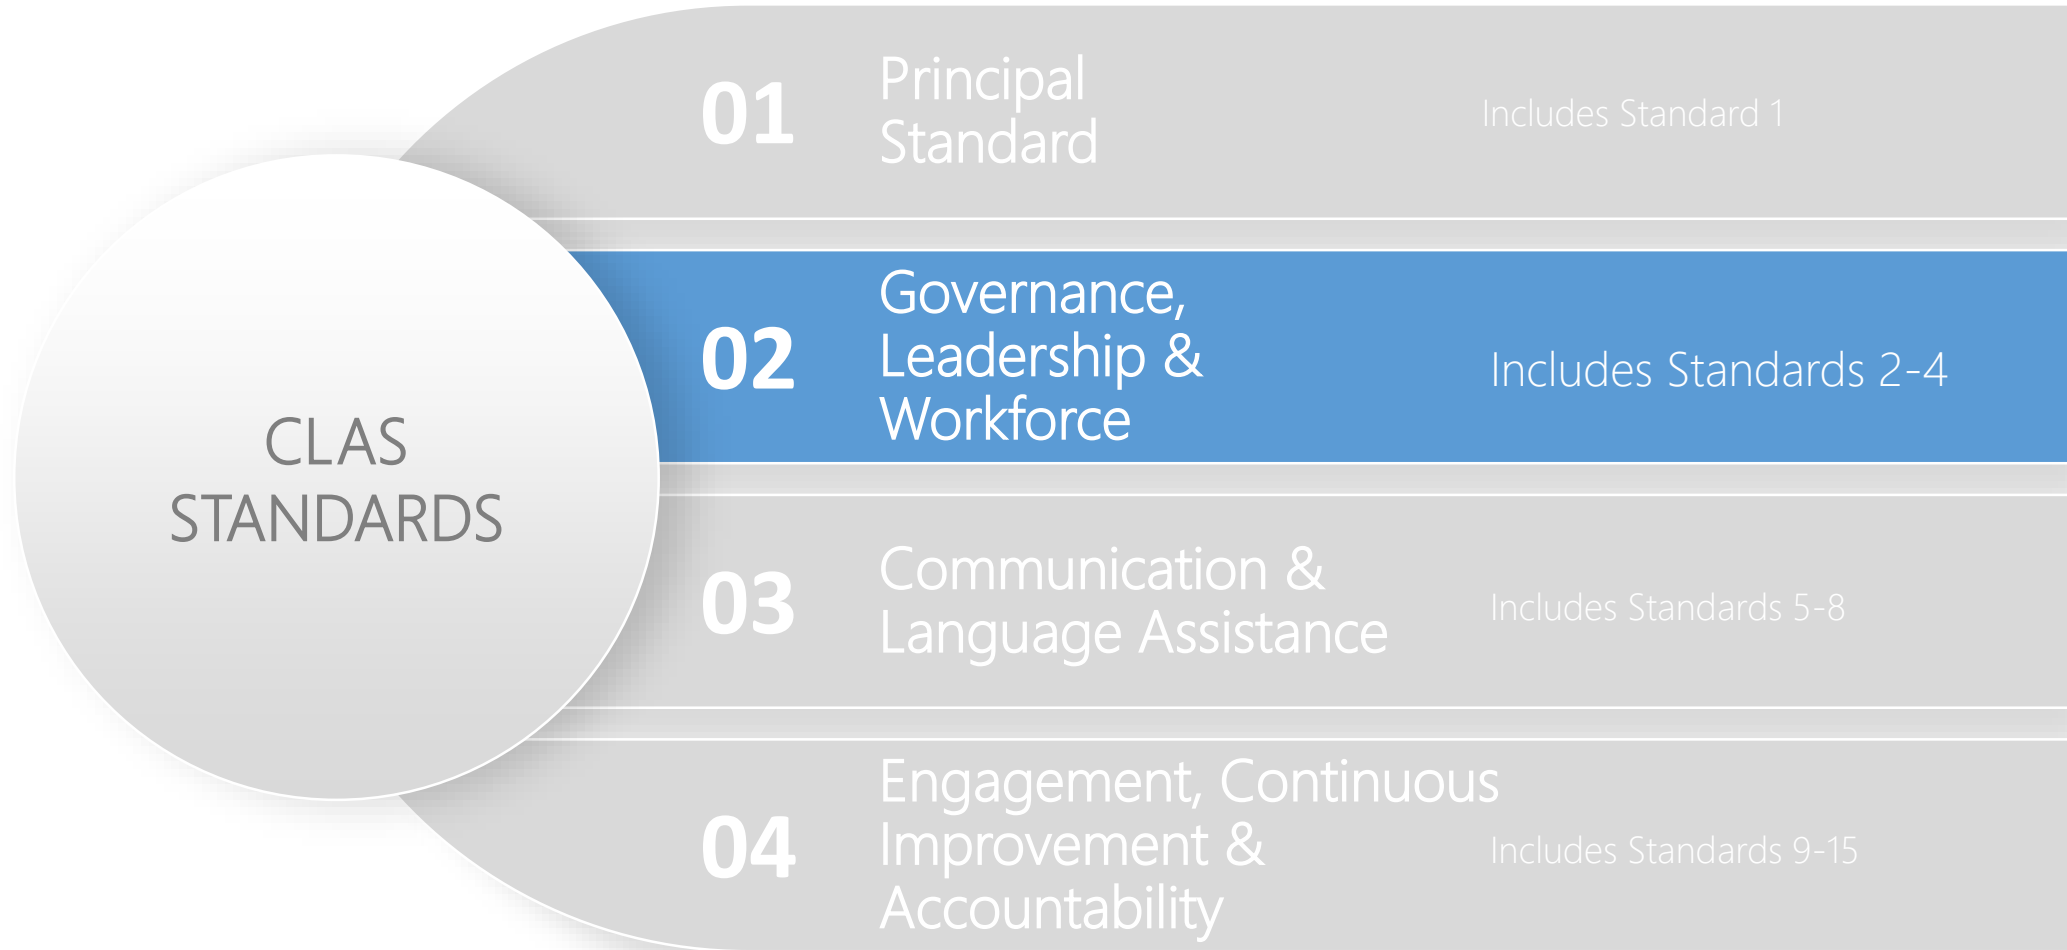 CLAS
STANDARDS
01
Principal
Standard
Includes Standard 1
02
Governance,
Leadership &
Workforce
Includes Standards 2-4
03
Communication &
Language Assistance
Includes Standards 5-8
04
Engagement, Continuous
Improvement &
Accountability
Includes Standards 9-15